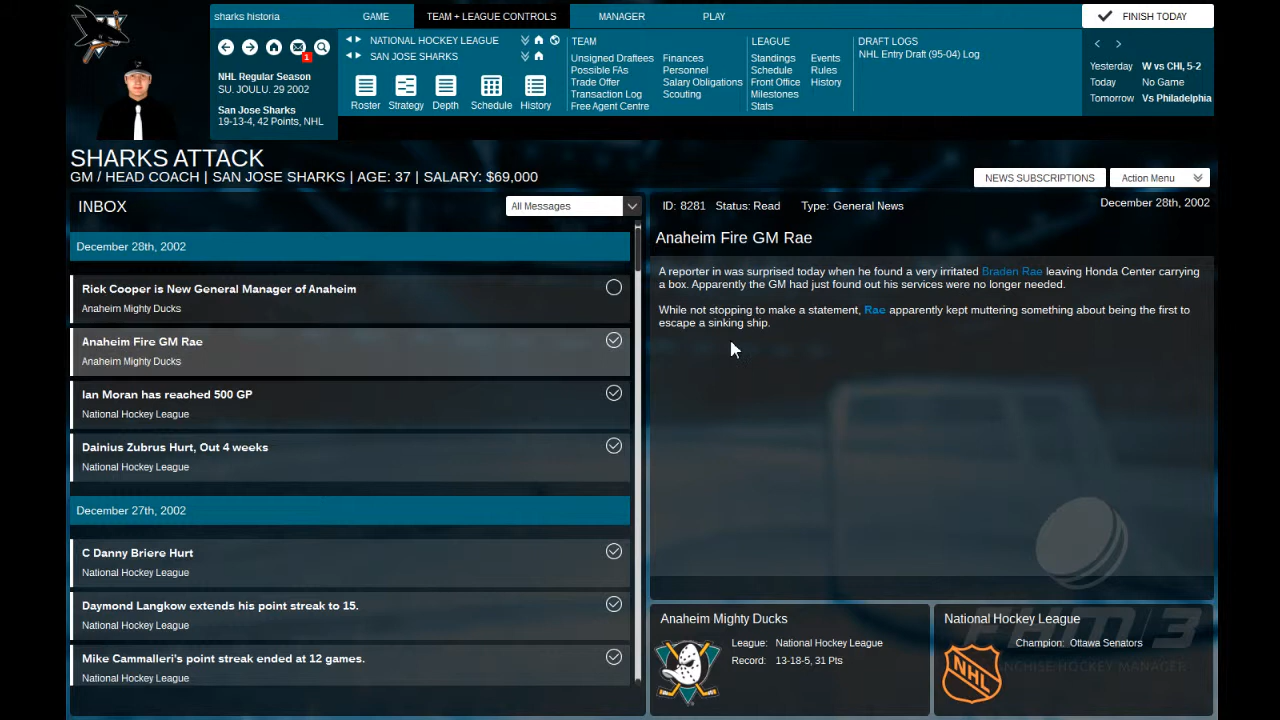 sharks historia
GAME
TEAM + LEAGUE CONTROLS
MANAGER
PLAY
FINISH TODAY
1
NHL Regular Season
SU. JOULU. 29 2002
San Jose Sharks
19-13-4, 42 Points, NHL
NATIONAL HOCKEY LEAGUE
SAN JOSE SHARKS
Roster
Strategy
Depth
Schedule
History
TEAM
Unsigned Draftees
Possible FAs
Trade Offer
Transaction Log
Free Agent Centre
Finances
Personnel
Salary Obligations
Scouting
LEAGUE
Standings
Schedule
Front Office
Milestones
Stats
Events
Rules
History
DRAFT LOGS
NHL Entry Draft (95-04) Log
Yesterday W vs CHI, 5-2
Today No Game
Tomorrow Vs Philadelphia
SHARKS ATTACK
GM / HEAD COACH | SAN JOSE SHARKS | AGE: 37 | SALARY: $69,000
NEWS SUBSCRIPTIONS
Action Menu
INBOX
All Messages
December 28th, 2002
Rick Cooper is New General Manager of Anaheim
Anaheim Mighty Ducks
Anaheim Fire GM Rae
Anaheim Mighty Ducks
Ian Moran has reached 500 GP
National Hockey League
Dainius Zubrus Hurt, Out 4 weeks
National Hockey League
December 27th, 2002
C Danny Briere Hurt
National Hockey League
Daymond Langkow extends his point streak to 15.
National Hockey League
Mike Cammalleri's point streak ended at 12 games.
National Hockey League
ID: 8281 Status: Read Type: General News
December 28th, 2002
Anaheim Fire GM Rae
A reporter in was surprised today when he found a very irritated Braden Rae leaving Honda Center carrying
a box. Apparently the GM had just found out his services were no longer needed.
While not stopping to make a statement, Rae apparently kept muttering something about being the first to
escape a sinking ship.
Anaheim Mighty Ducks
League: National Hockey League
Record: 13-18-5, 31 Pts
National Hockey League
Champion: Ottawa Senators
NHL
FHM 3
FRANCHISE HOCKEY MANAGER